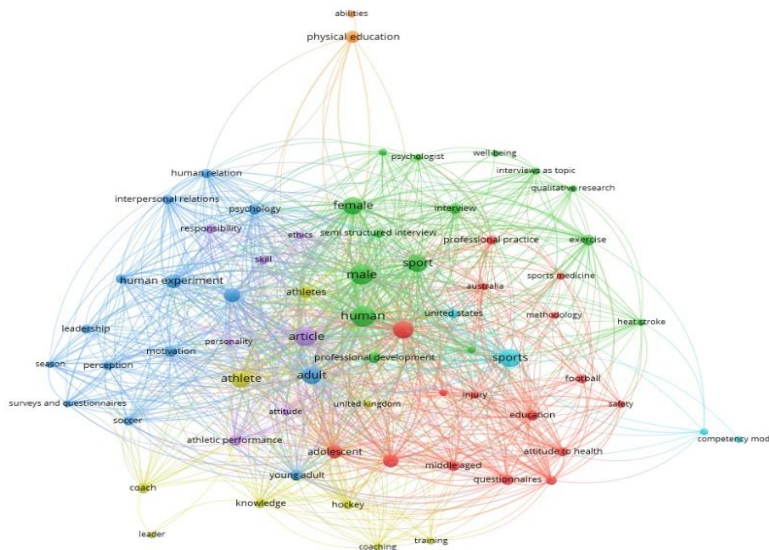 abilities
physical education
psychologist
well-being
human relation
interviews as topic
qualitative research
interpersonal relations
psychology
female
interview
responsibility
ethics
semi structured interview
professional practice
exercise
skill
sport
male
sports medicine
human experiment
athletes
australia
human
united states
methodology
heat stroke
leadership
article
personality
motivation
professional development
sports
season
perception
athlete
adult
football
injury
surveys and questionnaires
attitude
united kingdom
safety
soccer
education
athletic performance
competency mod
adolescent
attitude to health
middle aged
young adult
questionnaires
coach
knowledge
hockey
leader
training
coaching